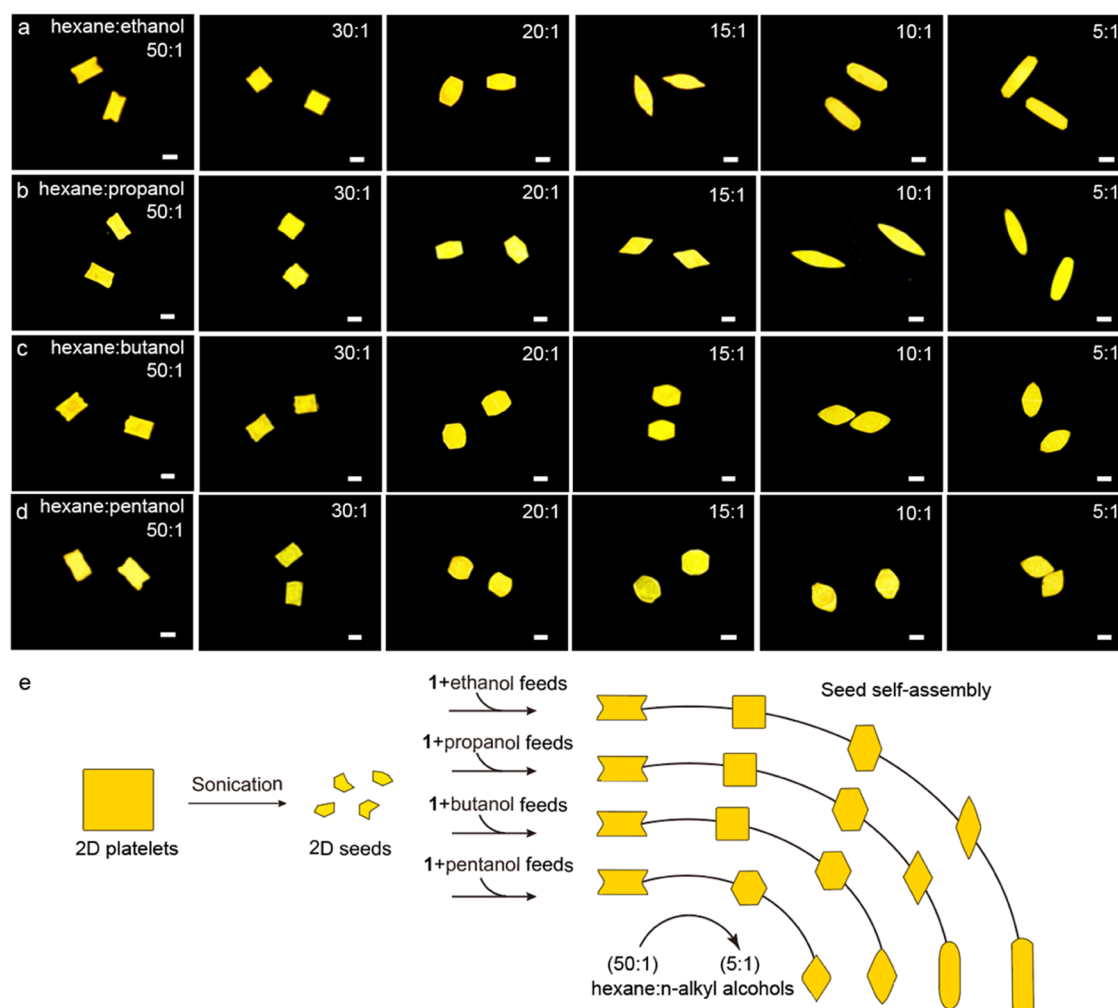 a hexane:ethanol
50:1
30:1
20:1
15:1
10:1
5:1
b hexane:propanol
50:1
30:1
20:1
15:1
10:1
5:1
c hexane:butanol
50:1
30:1
20:1
15:1
10:1
5:1
d hexane:pentanol
50:1
30:1
20:1
15:1
10:1
5:1
e
2D platelets
Sonication
2D seeds
1+ethanol feeds
1+propanol feeds
1+butanol feeds
1+pentanol feeds
Seed self-assembly
(50:1) (5:1)
hexane:n-alkyl alcohols